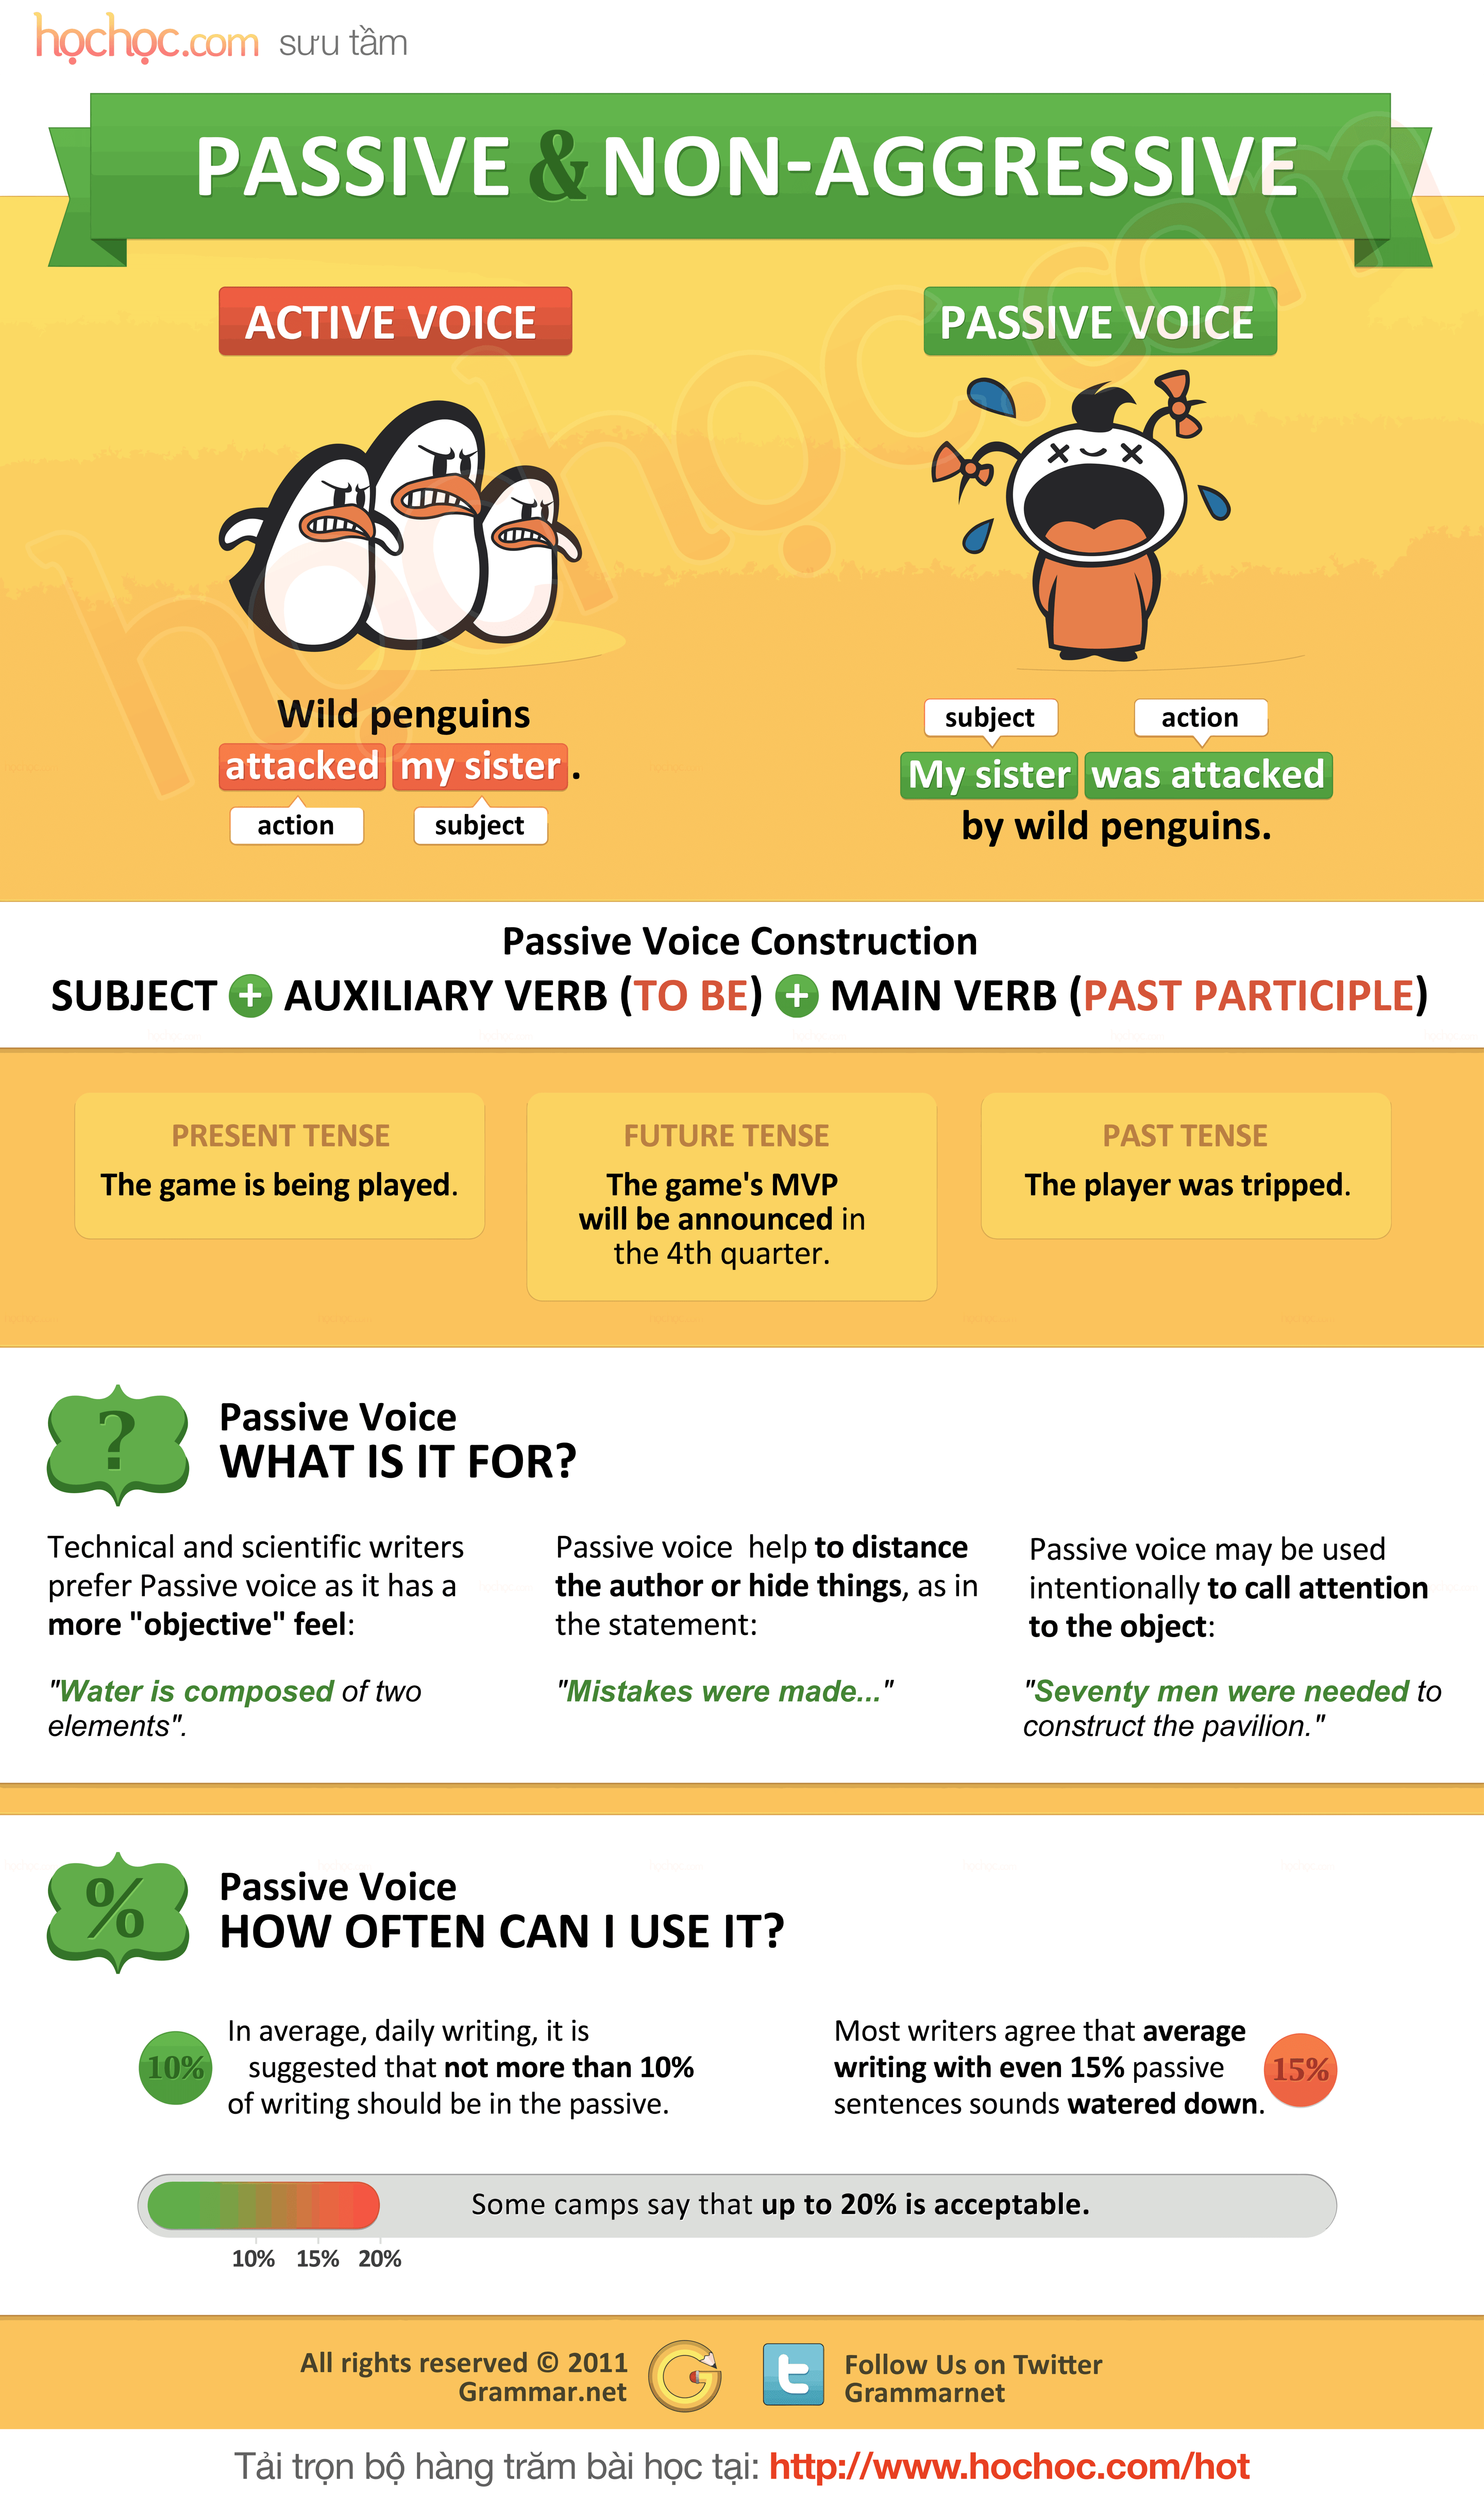 họchọc.com sưu tầm
PASSIVE & NON-AGGRESSIVE
ACTIVE VOICE
PASSIVE VOICE
họchọc.com
Wild penguins
attacked my sister.
action subject
subject action
My sister was attacked
by wild penguins.
Passive Voice Construction
SUBJECT + AUXILIARY VERB (TO BE) + MAIN VERB (PAST PARTICIPLE)
PRESENT TENSE
The game is being played.
FUTURE TENSE
The game's MVP
will be announced in
the 4th quarter.
PAST TENSE
The player was tripped.
?
Passive Voice
WHAT IS IT FOR?
Technical and scientific writers
prefer Passive voice as it has a
more "objective" feel:
"Water is composed of two
elements".
Passive voice help to distance
the author or hide things, as in
the statement:
"Mistakes were made..."
Passive voice may be used
intentionally to call attention
to the object:
"Seventy men were needed to
construct the pavilion."
%
Passive Voice
HOW OFTEN CAN I USE IT?
10%
In average, daily writing, it is
suggested that not more than 10%
of writing should be in the passive.
Most writers agree that average
writing with even 15% passive
sentences sounds watered down.
15%
Some camps say that up to 20% is acceptable.
10% 15% 20%
All rights reserved © 2011
Grammar.net
G
t
Follow Us on Twitter
Grammarnet
Tải trọn bộ hàng trăm bài học tại: http://www.hochoc.com/hot